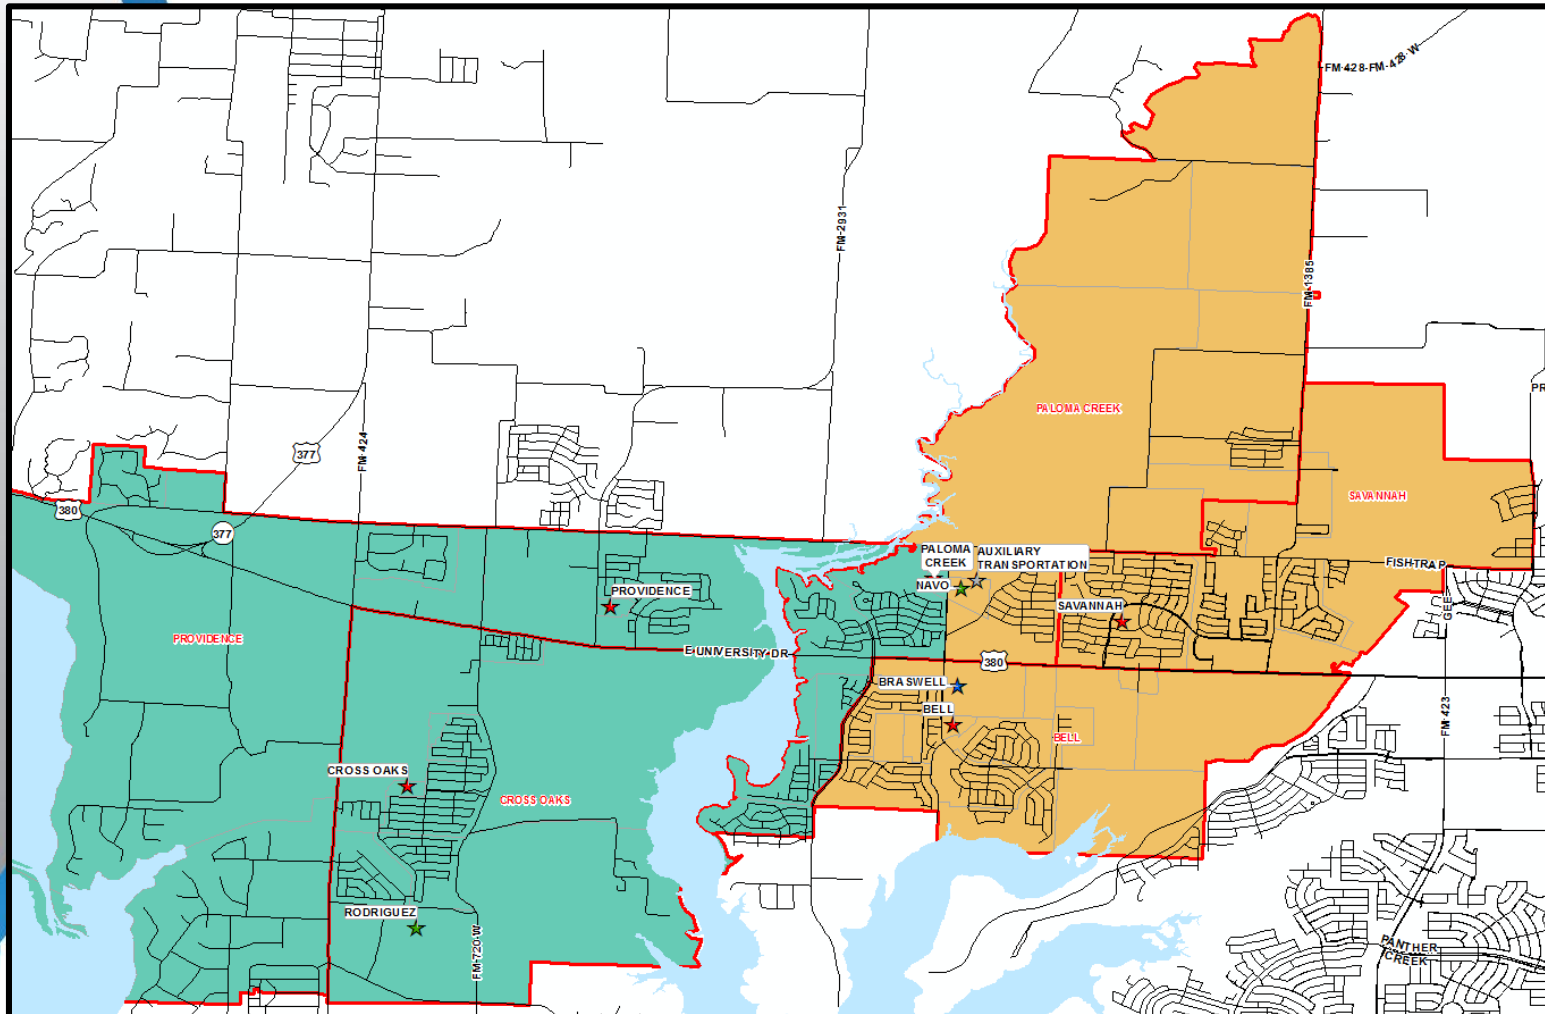 FM-428-FM-428-W
FM-2931
FM-1385
PALOMA CREEK
377
FM-424
SAVANNAH
380
377
FISHTRAP
PALOMA
CREEK
AUXILIARY
TRANSPORTATION
NAVO
PROVIDENCE
SAVANNAH
GEE
PROVIDENCE
E UNIVERSITY DR
380
BRASWELL
BELL
FM-423
BELL
CROSS OAKS
CROSS OAKS
RODRIGUEZ
FM-720-W
PANTHER
CREEK
PR